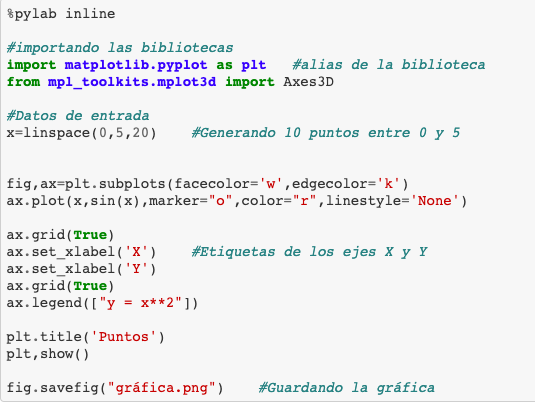 %pylab inline
#importando las bibliotecas
import matplotlib.pyplot as plt   #alias de la biblioteca
from mpl_toolkits.mplot3d import Axes3D
#Datos de entrada
x=linspace(0,5,20)    #Generando 10 puntos entre 0 y 5
fig,ax=plt.subplots(facecolor='w',edgecolor='k')
ax.plot(x,sin(x),marker="o",color="r",linestyle='None')
ax.grid(True)
ax.set_xlabel('X')    #Etiquetas de los ejes X y Y
ax.set_xlabel('Y')
ax.grid(True)
ax.legend(["y = x**2"])
plt.title('Puntos')
plt,show()
fig.savefig("gráfica.png")    #Guardando la gráfica